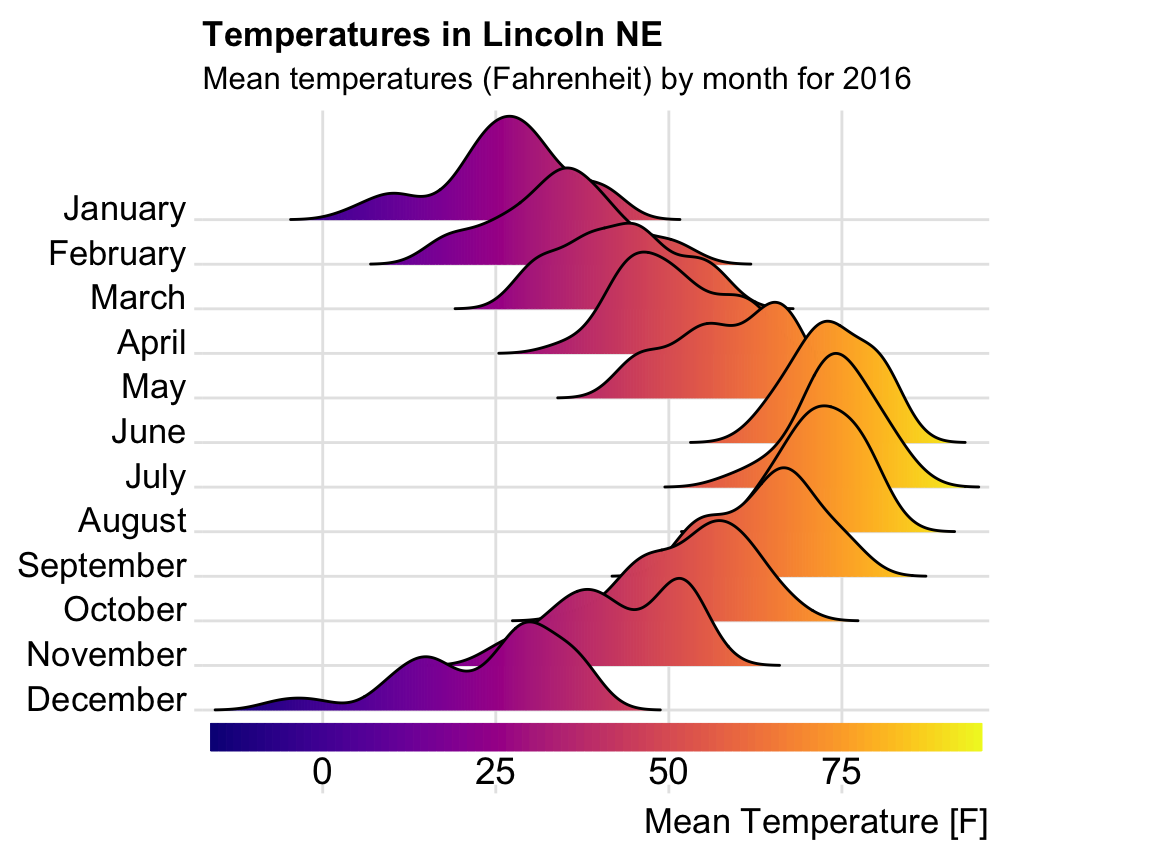 Temperatures in Lincoln NE
Mean temperatures (Fahrenheit) by month for 2016
January
February
March
April
May
June
July
August
September
October
November
December
0 25 50 75
Mean Temperature [F]